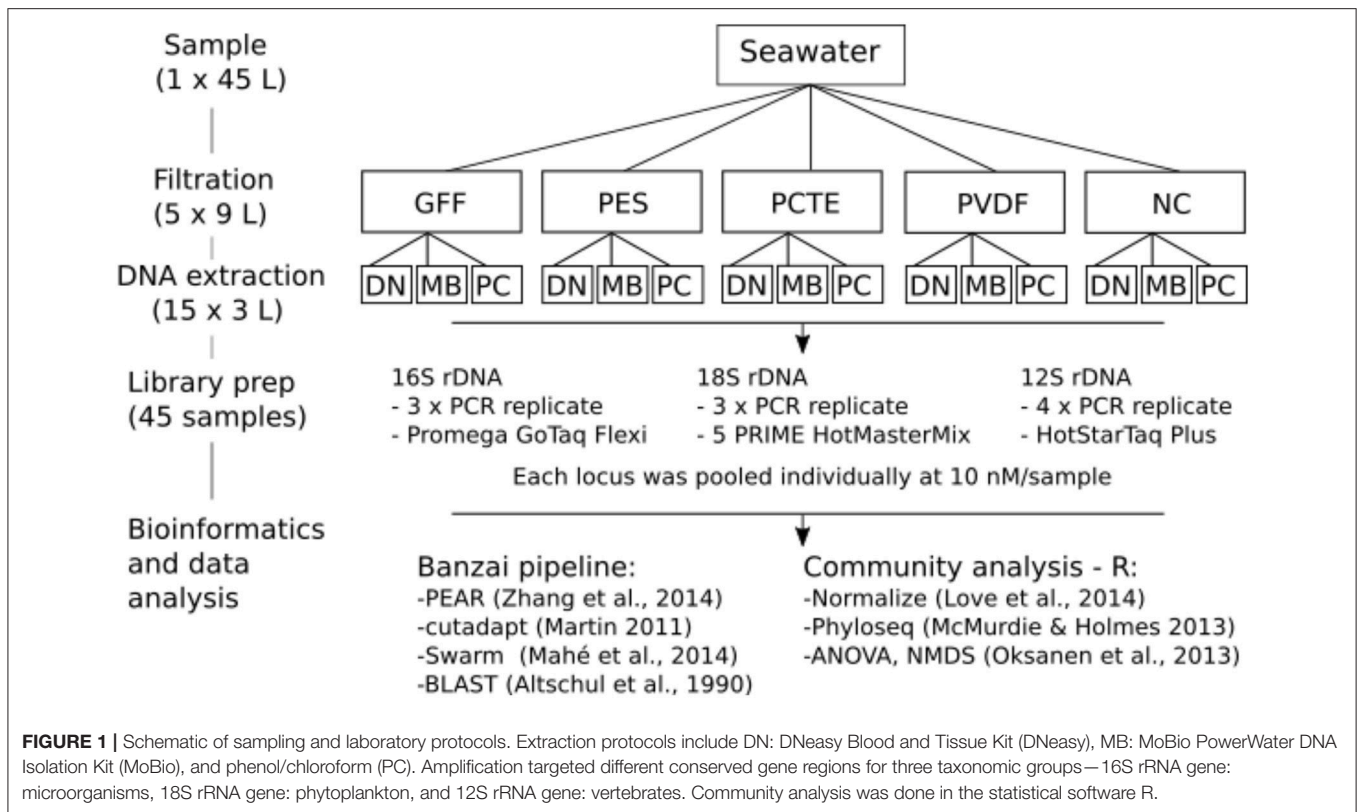 Sample
(1 x 45 L)
Seawater
Filtration
(5 x 9 L)
GFF PES PCTE PVDF NC
DNA extraction
(15 x 3 L)
DN MB PC DN MB PC DN MB PC DN MB PC DN MB PC
Library prep
(45 samples)
16S rDNA
- 3 x PCR replicate
- Promega GoTaq Flexi
18S rDNA
- 3 x PCR replicate
- 5 PRIME HotMasterMix
12S rDNA
- 4 x PCR replicate
- HotStarTaq Plus
Each locus was pooled individually at 10 nM/sample
Bioinformatics
and data
analysis
Banzai pipeline:
-PEAR (Zhang et al., 2014)
-cutadapt (Martin 2011)
-Swarm (Mahé et al., 2014)
-BLAST (Altschul et al., 1990)
Community analysis - R:
-Normalize (Love et al., 2014)
-Phyloseq (McMurdie & Holmes 2013)
-ANOVA, NMDS (Oksanen et al., 2013)
FIGURE 1 | Schematic of sampling and laboratory protocols. Extraction protocols include DN: DNeasy Blood and Tissue Kit (DNeasy), MB: MoBio PowerWater DNA
Isolation Kit (MoBio), and phenol/chloroform (PC). Amplification targeted different conserved gene regions for three taxonomic groups—16S rRNA gene:
microorganisms, 18S rRNA gene: phytoplankton, and 12S rRNA gene: vertebrates. Community analysis was done in the statistical software R.